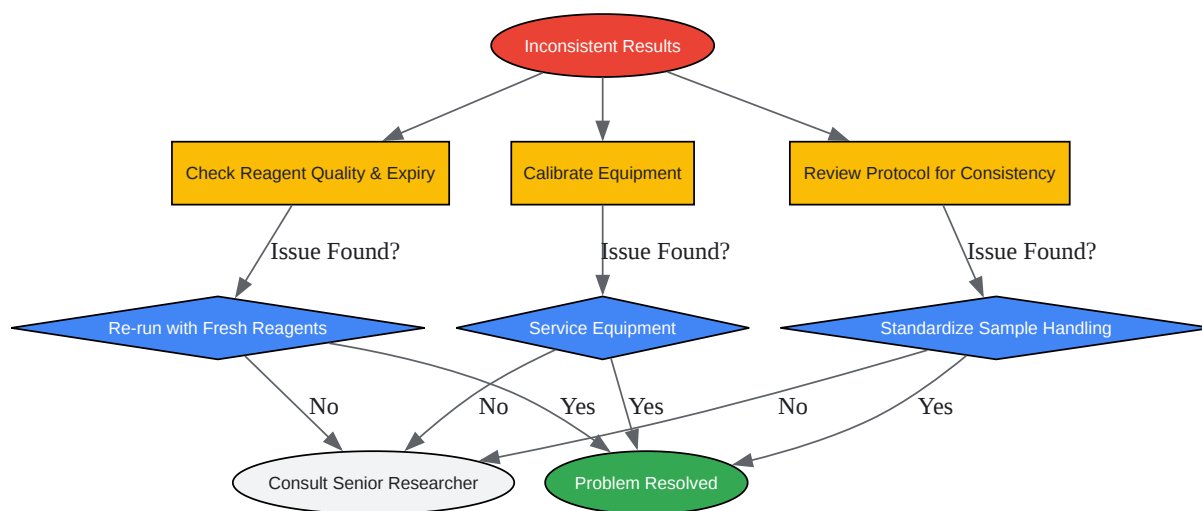 Inconsistent Results
Check Reagent Quality & Expiry
Calibrate Equipment
Review Protocol for Consistency
Issue Found?
Issue Found?
Issue Found?
Re-run with Fresh Reagents
Service Equipment
Standardize Sample Handling
No
No
Yes
Yes
No
Yes
Consult Senior Researcher
Problem Resolved